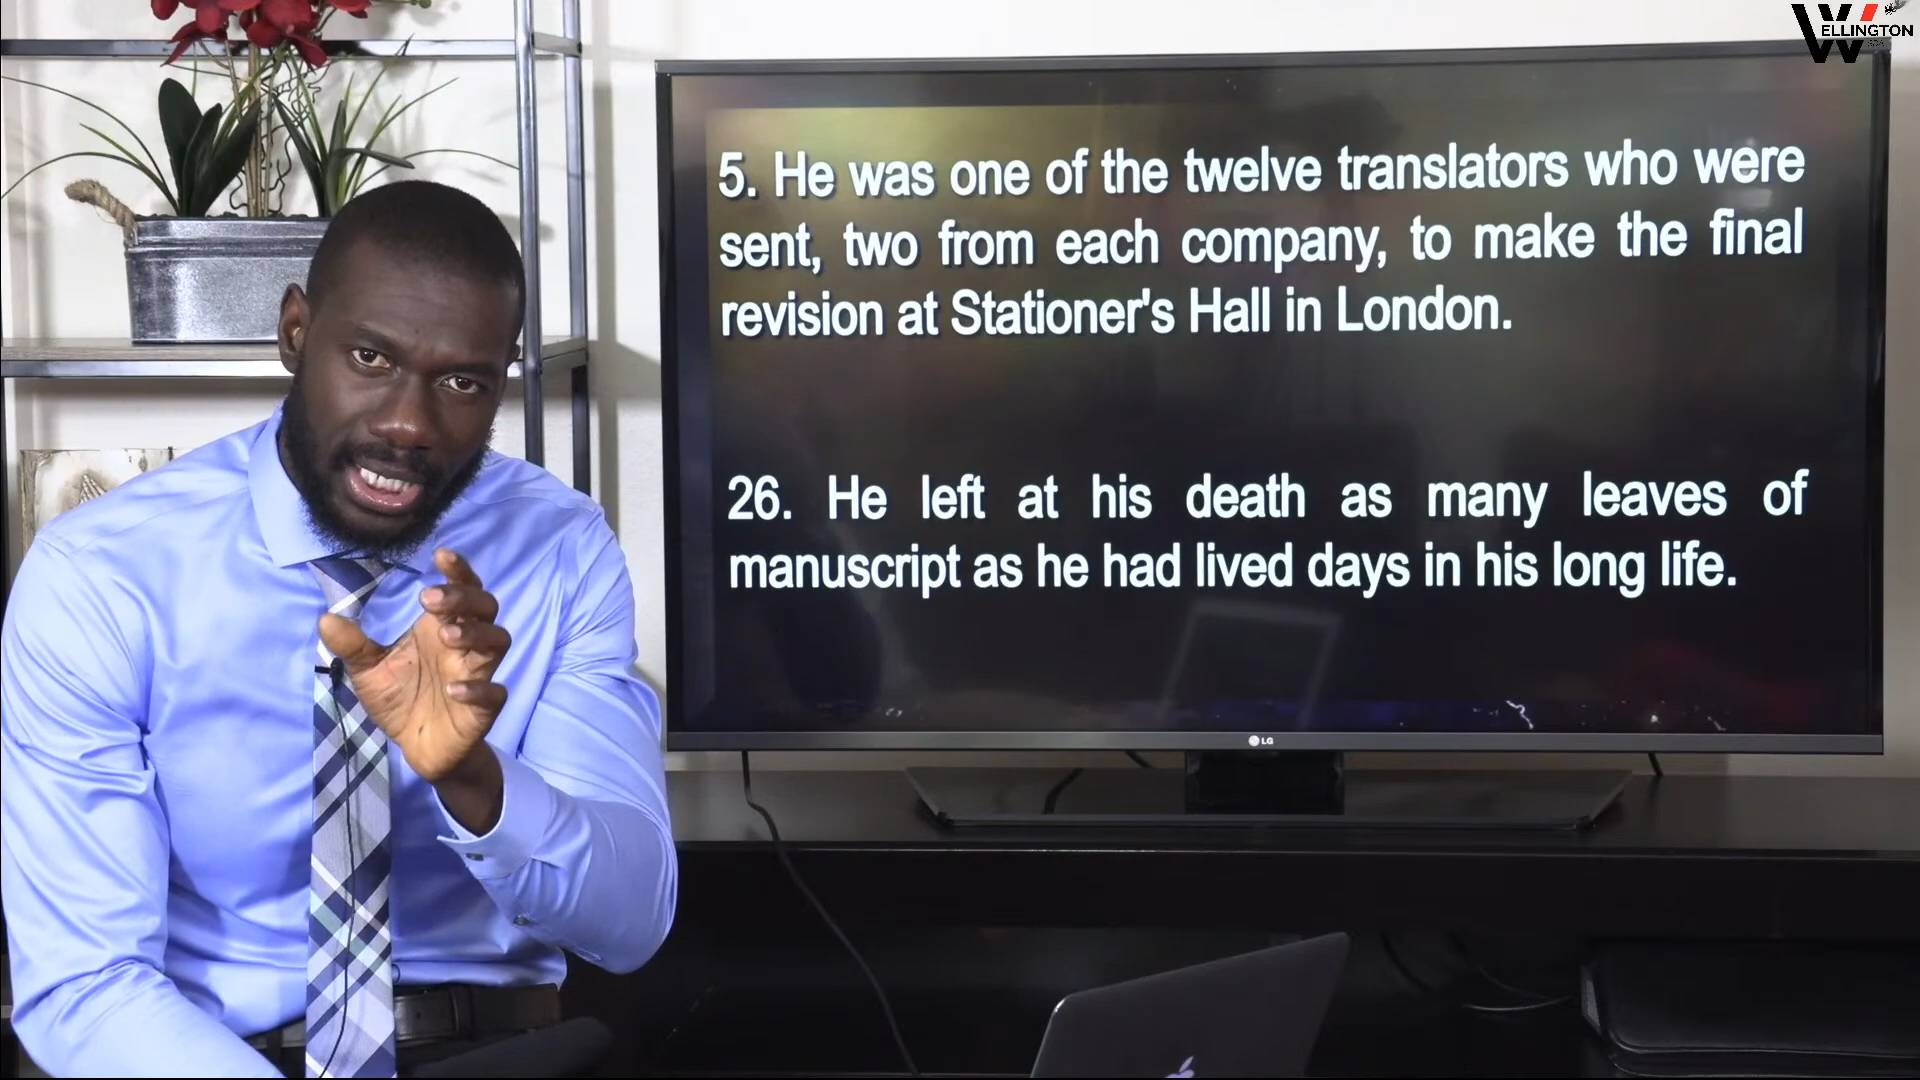 WELLINGTON
SDA
5. He was one of the twelve translators who were
sent, two from each company, to make the final
revision at Stationer's Hall in London.
26. He left at his death as many leaves of
manuscript as he had lived days in his long life.
LG